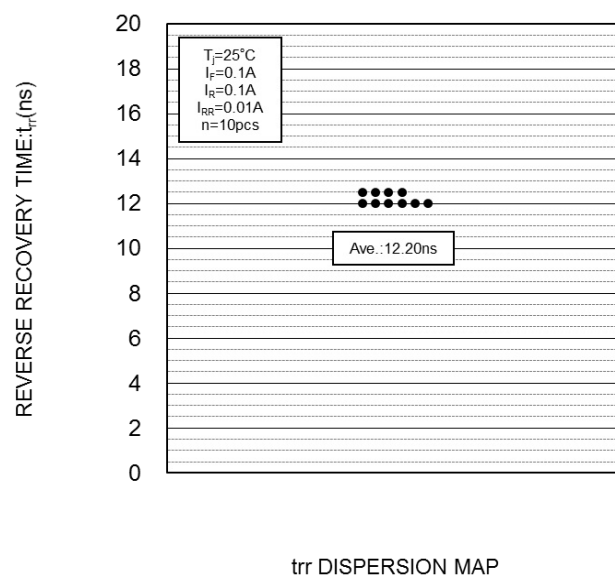 REVERSE RECOVERY TIME:trr(ns)
20
18
16
14
12
10
8
6
4
2
0
Tj=25°C
IF=0.1A
IR=0.1A
IRR=0.01A
n=10pcs
Ave.:12.20ns
trr DISPERSION MAP